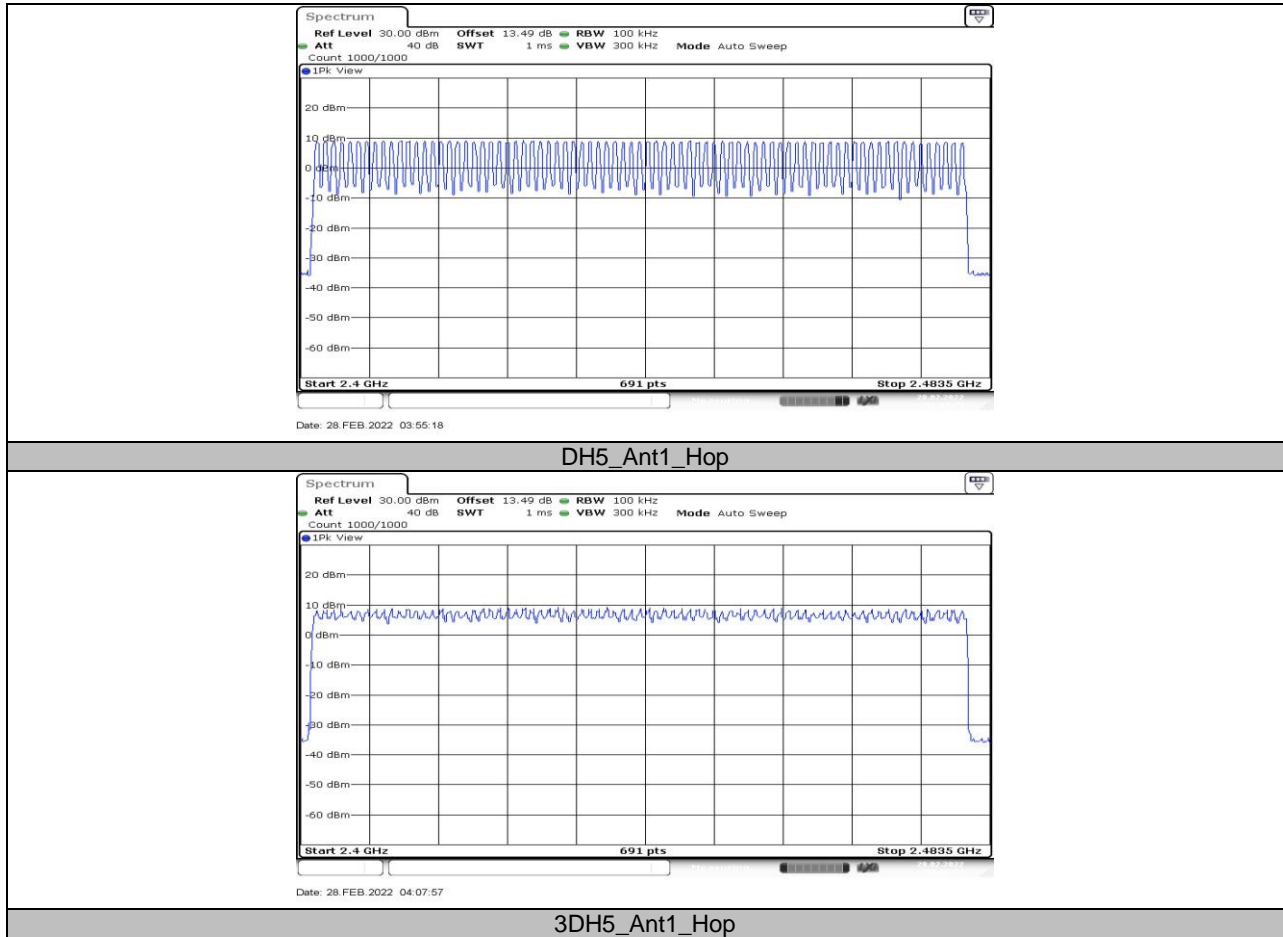 Spectrum
Ref Level 30.00 dBm Offset 13.49 dB RBW 100 kHz
Att 40 dB SWT 1 ms VBW 300 kHz Mode Auto Sweep
Count 1000/1000
1Pk View
20 dBm
10 dBm
0 dBm
-10 dBm
-20 dBm
-30 dBm
-40 dBm
-50 dBm
-60 dBm
Start 2.4 GHz 691 pts Stop 2.4835 GHz
Date: 28.FEB.2022 03:55:18
DH5_Ant1_Hop
Spectrum
Ref Level 30.00 dBm Offset 13.49 dB RBW 100 kHz
Att 40 dB SWT 1 ms VBW 300 kHz Mode Auto Sweep
Count 1000/1000
1Pk View
20 dBm
10 dBm
0 dBm
-10 dBm
-20 dBm
-30 dBm
-40 dBm
-50 dBm
-60 dBm
Start 2.4 GHz 691 pts Stop 2.4835 GHz
Date: 28.FEB.2022 04:07:57
3DH5_Ant1_Hop